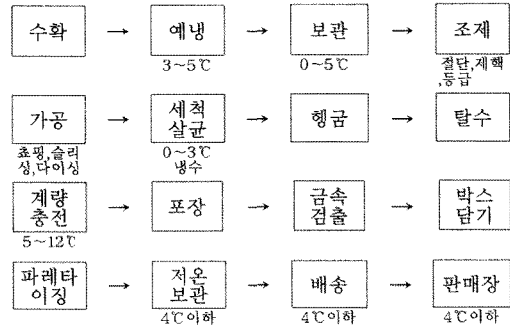 수확 → 예냉 → 보관 → 조제
3~5℃ 0~5℃ 절단,제핵
,등급
가공 → 세척 → 헹굼 → 탈수
살균
쵸핑,슬리 0~3℃
싱,다이싱 냉수
계량 → 포장 → 금속 → 박스
충전 검출 담기
5~12℃
파레타 → 저온 → 배송 → 판매장
이징 보관
4℃이하 4℃이하 4℃이하